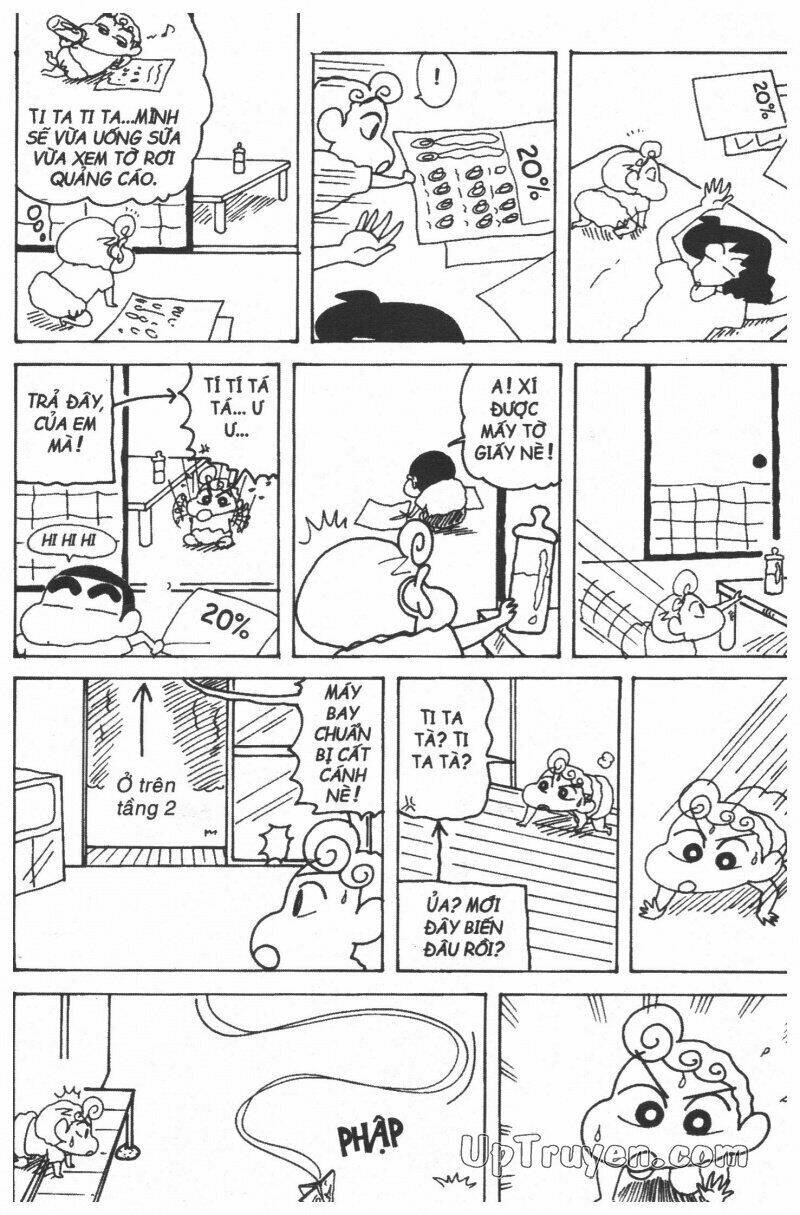 TI TA TI TA...MÌNH
SẼ VỪA UỐNG SỮA
VỪA XEM TỜ RƠI
QUẢNG CÁO.
!
20%
20%
TRẢ ĐÂY,
CỦA EM
MÀ!
TÍ TÍ TÁ
TÁ... Ư
Ư...
HI HI HI
20%
A! XÍ
ĐƯỢC
MẤY TỜ
GIẤY NÈ!
Ở trên
tầng 2
MÁY
BAY
CHUẨN
BỊ CẤT
CÁNH
NÈ!
TI TA
TÀ? TI
TA TÀ?
ỦA? MỚI
ĐÂY BIẾN
ĐÂU RỒI?
PHẬP
UpTruyen.com